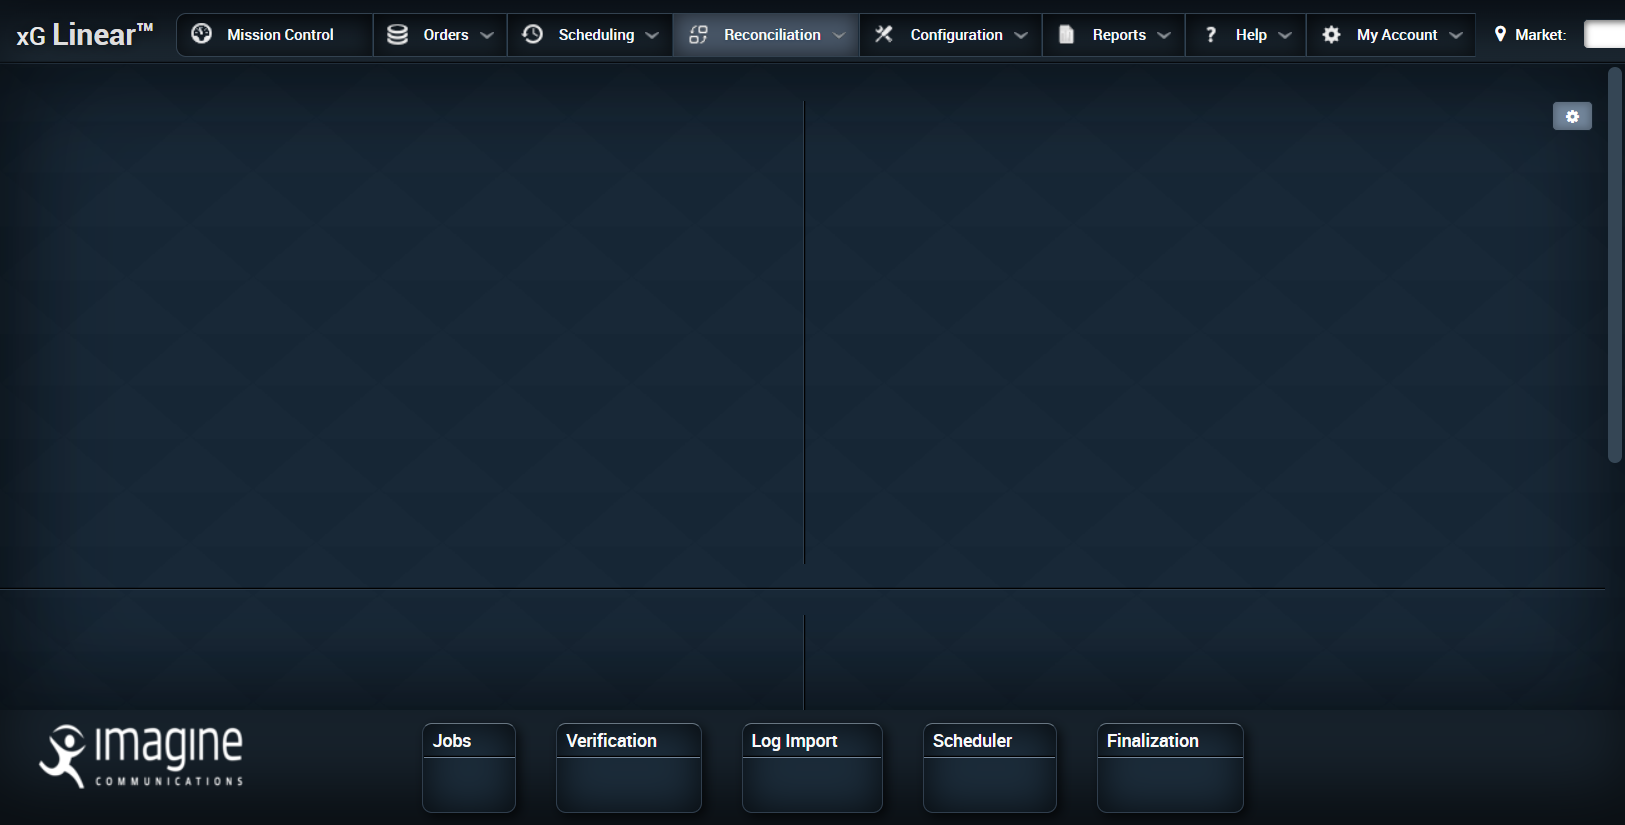 xG Linear™
Mission Control
Orders
Scheduling
Reconciliation
Configuration
Reports
? Help
My Account
Market:
imagine
COMMUNICATIONS
Jobs
Verification
Log Import
Scheduler
Finalization